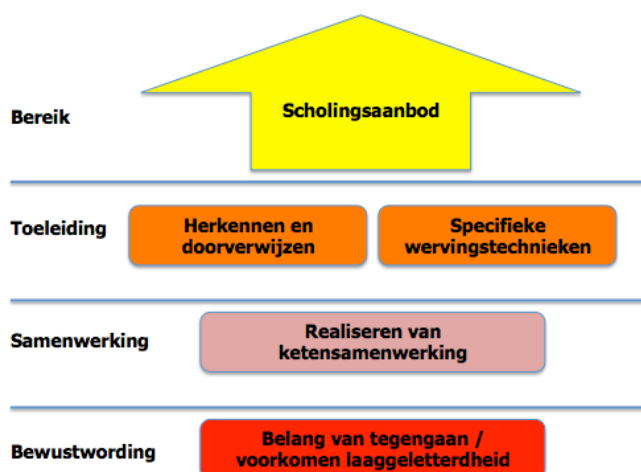 Bereik
Scholingsaanbod
Toeleiding
Herkennen en
doorverwijzen
Specifieke
wervingstechnieken
Samenwerking
Realiseren van
ketensamenwerking
Bewustwording
Belang van tegengaan /
voorkomen laaggeletterdheid